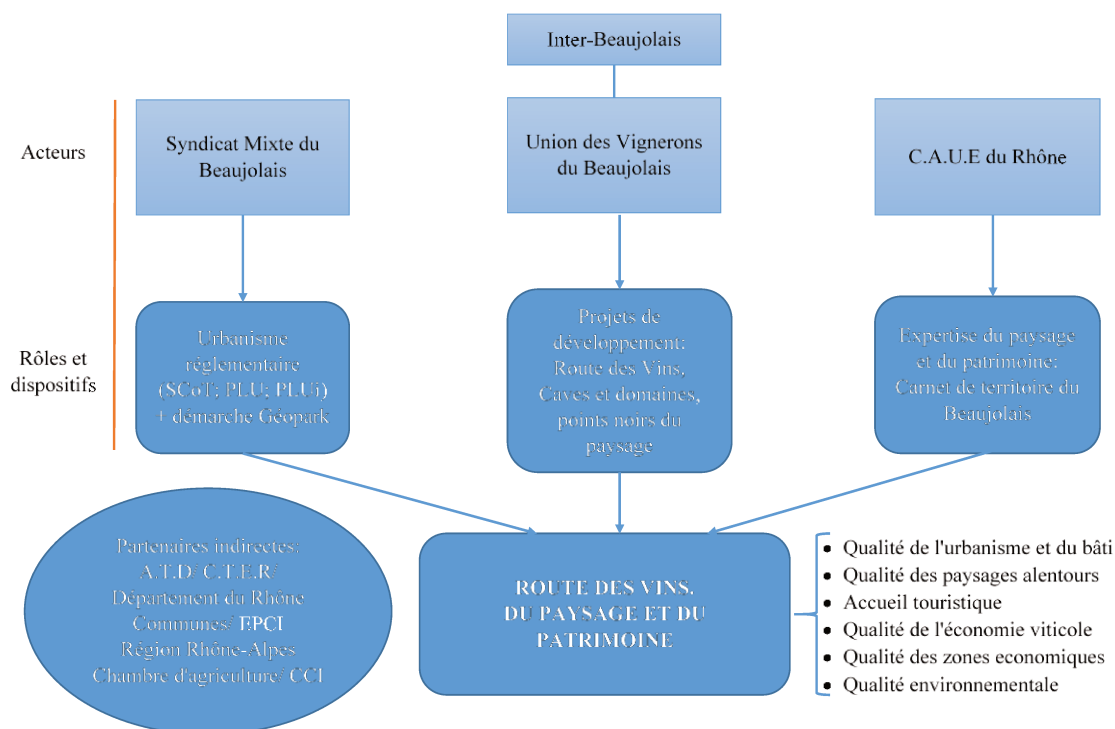 Inter-Beaujolais
Acteurs
Syndicat Mixte du
Beaujolais
Union des Vignerons
du Beaujolais
C.A.U.E du Rhône
Rôles et
dispositifs
Urbanisme
réglementaire
(SCoT; PLU; PLUi)
+ démarche Géopark
Projets de
développement:
Route des Vins,
Caves et domaines,
points noirs du
paysage
Expertise du paysage
et du patrimoine:
Carnet de territoire du
Beaujolais
Partenaires indirectes:
A.T.D/ C.T.E.R/
Département du Rhône
Communes/ EPCI
Région Rhône-Alpes
Chambre d'agriculture/ CCI
ROUTE DES VINS,
DU PAYSAGE ET DU
PATRIMOINE
• Qualité de l'urbanisme et du bâti
• Qualité des paysages alentours
• Accueil touristique
• Qualité de l'économie viticole
• Qualité des zones economiques
• Qualité environnementale